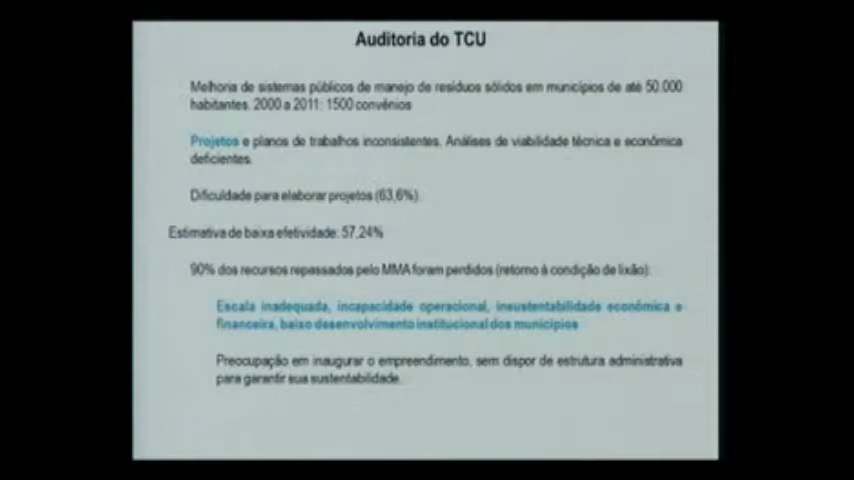 Auditoria do TCU
Melhoria de sistemas públicos de manejo de resíduos sólidos em municípios de até 50.000
habitantes. 2000 a 2011: 1500 convênios
Projetos e planos de trabalhos inconsistentes. Análises de viabilidade técnica e econômica
deficientes.
Dificuldade para elaborar projetos (63,6%).
Estimativa de baixa efetividade: 57,24%
90% dos recursos repassados pelo MMA foram perdidos (retorno à condição de lixão).
Escala inadequada, incapacidade operacional, insustentabilidade econômica e
financeira, baixo desenvolvimento institucional dos municípios
Preocupação em inaugurar o empreendimento, sem dispor de estrutura administrativa
para garantir sua sustentabilidade.